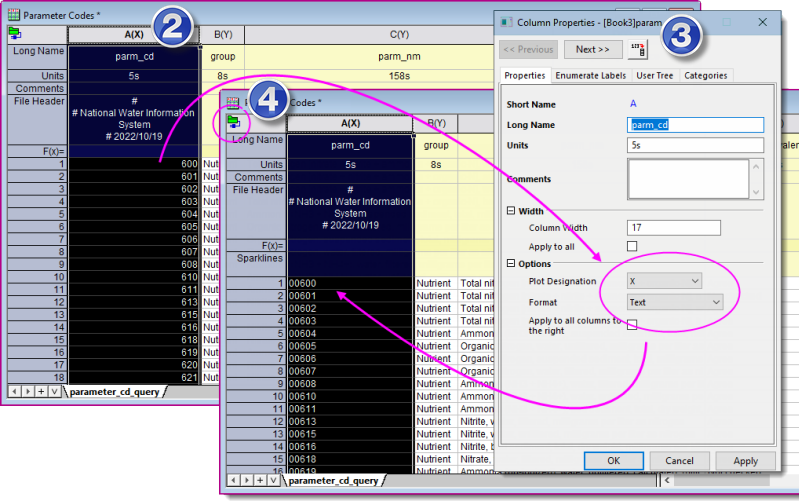 Parameter Codes *
2
A(X)
B(Y)
C(Y)
Long Name
parm_cd
group
parm_nm
Units
5s
8s
158s
Comments
File Header
#
# National Water Information
System
# 2022/10/19
F(x)=
1 600 Nut
2 601 Nut
3 602 Nut
4 603 Nut
5 604 Nut
6 605 Nut
7 606 Nut
8 607 Nut
9 608 Nut
10 610 Nut
11 611 Nut
12 613 Nut
13 615 Nut
14 616 Nut
15 618 Nut
16 619 Nut
17 620 Nut
18 621 Nut
parameter_cd_query
4
Codes *
A(X)
B(Y)
Long Name
parm_cd
group
Units
5s
8s
Comments
File Header
#
# National Water Information
System
# 2022/10/19
F(x)=
Sparklines
1 00600 Nutrient Total nit
2 00601 Nutrient Total nit
3 00602 Nutrient Total nit
4 00603 Nutrient Total nit
5 00604 Nutrient Ammon
6 00605 Nutrient Organic
7 00606 Nutrient Organic
8 00607 Nutrient Organic
9 00608 Nutrient Ammon
10 00610 Nutrient Ammon
11 00611 Nutrient Ammon
12 00613 Nutrient Nitrite, w
13 00615 Nutrient Nitrite, u
14 00616 Nutrient
15 00618 Nutrient Nitrate,
16 00619 Nutrient
parameter_cd_query
Column Properties - [Book3]param
3
<< Previous
Next >>
Properties
Enumerate Labels
User Tree
Categories
Short Name
A
Long Name
parm_cd
Units
5s
Comments
Width
Column Width
17
Apply to all
Options
Plot Designation
X
Format
Text
Apply to all columns to
the right
OK
Cancel
Apply